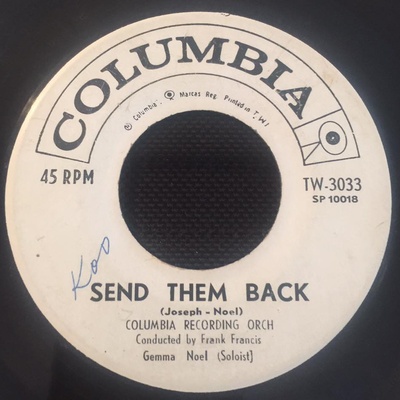 COLUMBIA
© "Columbia", ® Marcas Reg. Printed in T.W.I
45 RPM
TW-3033
SP 10018
Koo
SEND THEM BACK
(Joseph - Noel)
COLUMBIA RECORDING ORCH
Conducted by Frank Francis
Gemma Noel (Soloist]